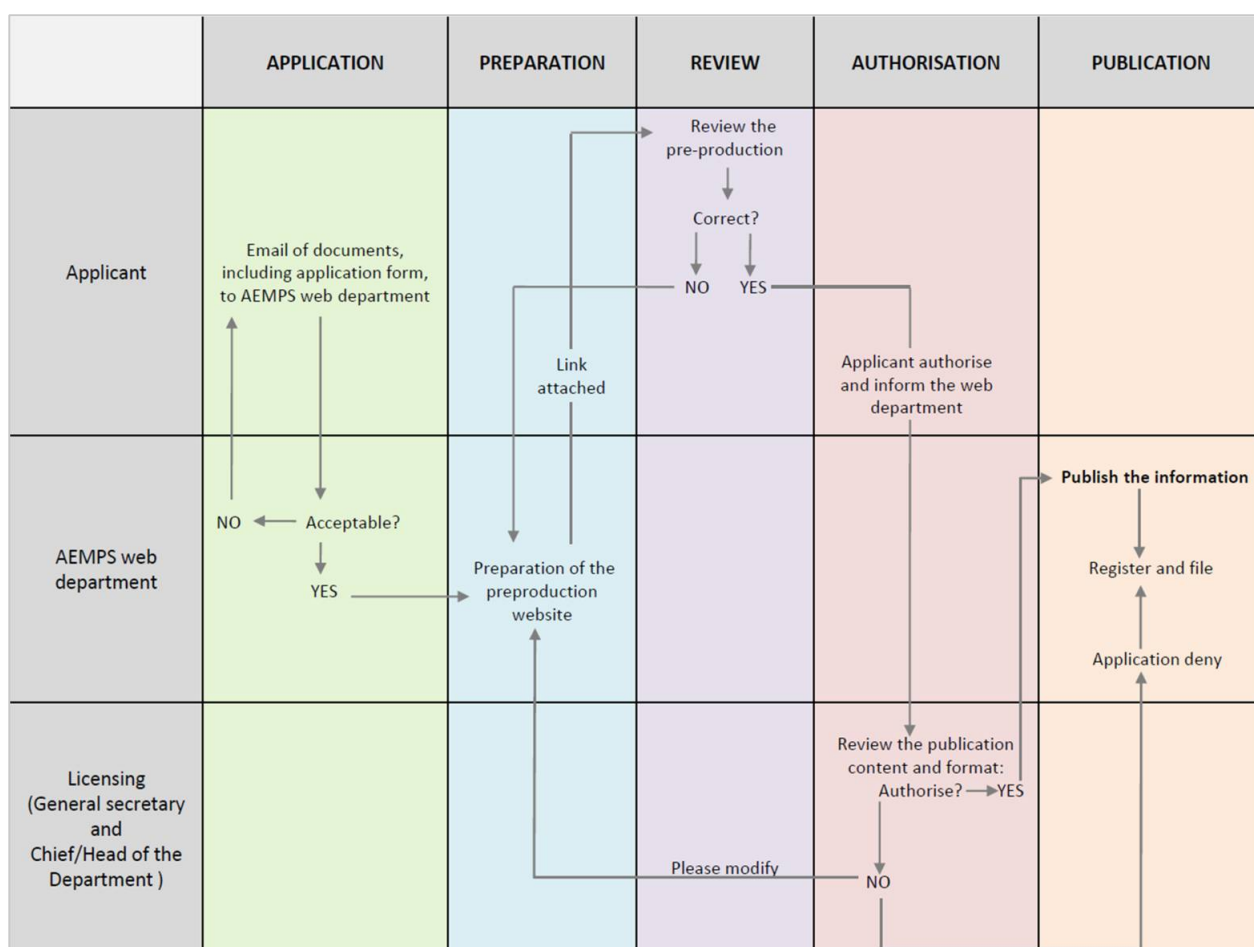 APPLICATION
PREPARATION
REVIEW
AUTHORISATION
PUBLICATION
Applicant
Email of documents,
including application form,
to AEMPS web department
Link
attached
Review the
pre-production
Correct?
NO
YES
Applicant authorise
and inform the web
department
AEMPS web
department
NO
Acceptable?
YES
Preparation of the
preproduction
website
Publish the information
Register and file
Application deny
Licensing
(General secretary
and
Chief/Head of the
Department )
Please modify
Review the publication
content and format:
Authorise?
YES
NO